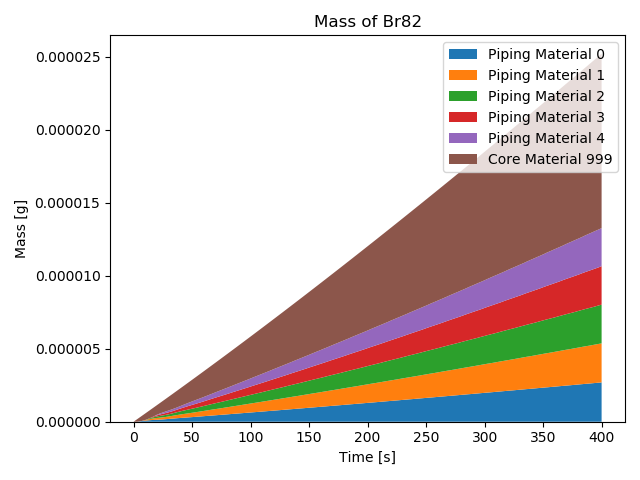 Mass of Br82
Piping Material 0
Piping Material 1
Piping Material 2
Piping Material 3
Piping Material 4
Core Material 999
Mass [g]
0.000025
0.000020
0.000015
0.000010
0.000005
0.000000
0 50 100 150 200 250 300 350 400
Time [s]